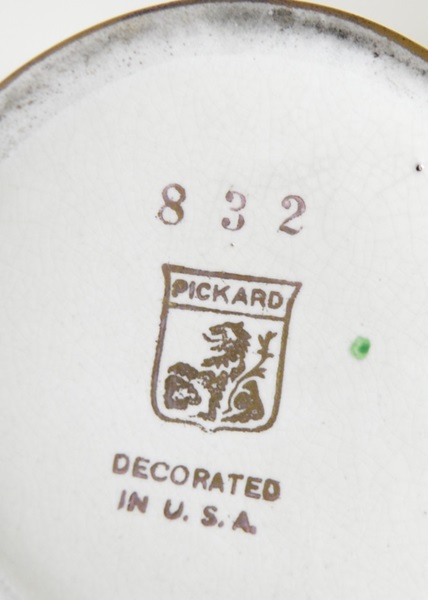 832
PICKARD
DECORATED
IN U.S.A.